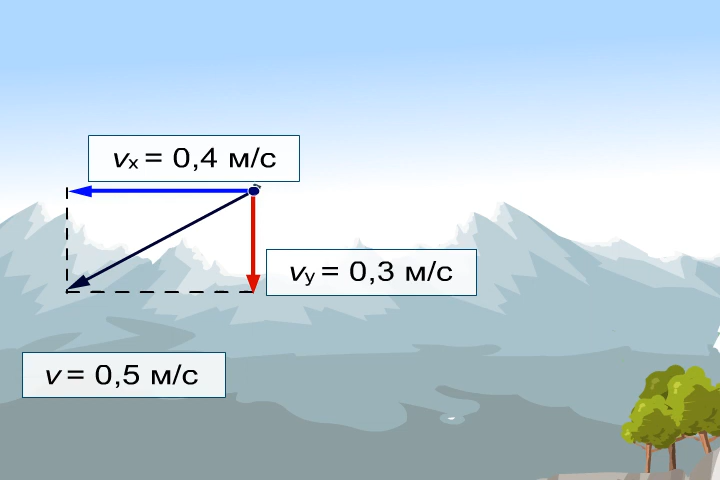 vx = 0,4 м/с
vy = 0,3 м/с
v = 0,5 м/с